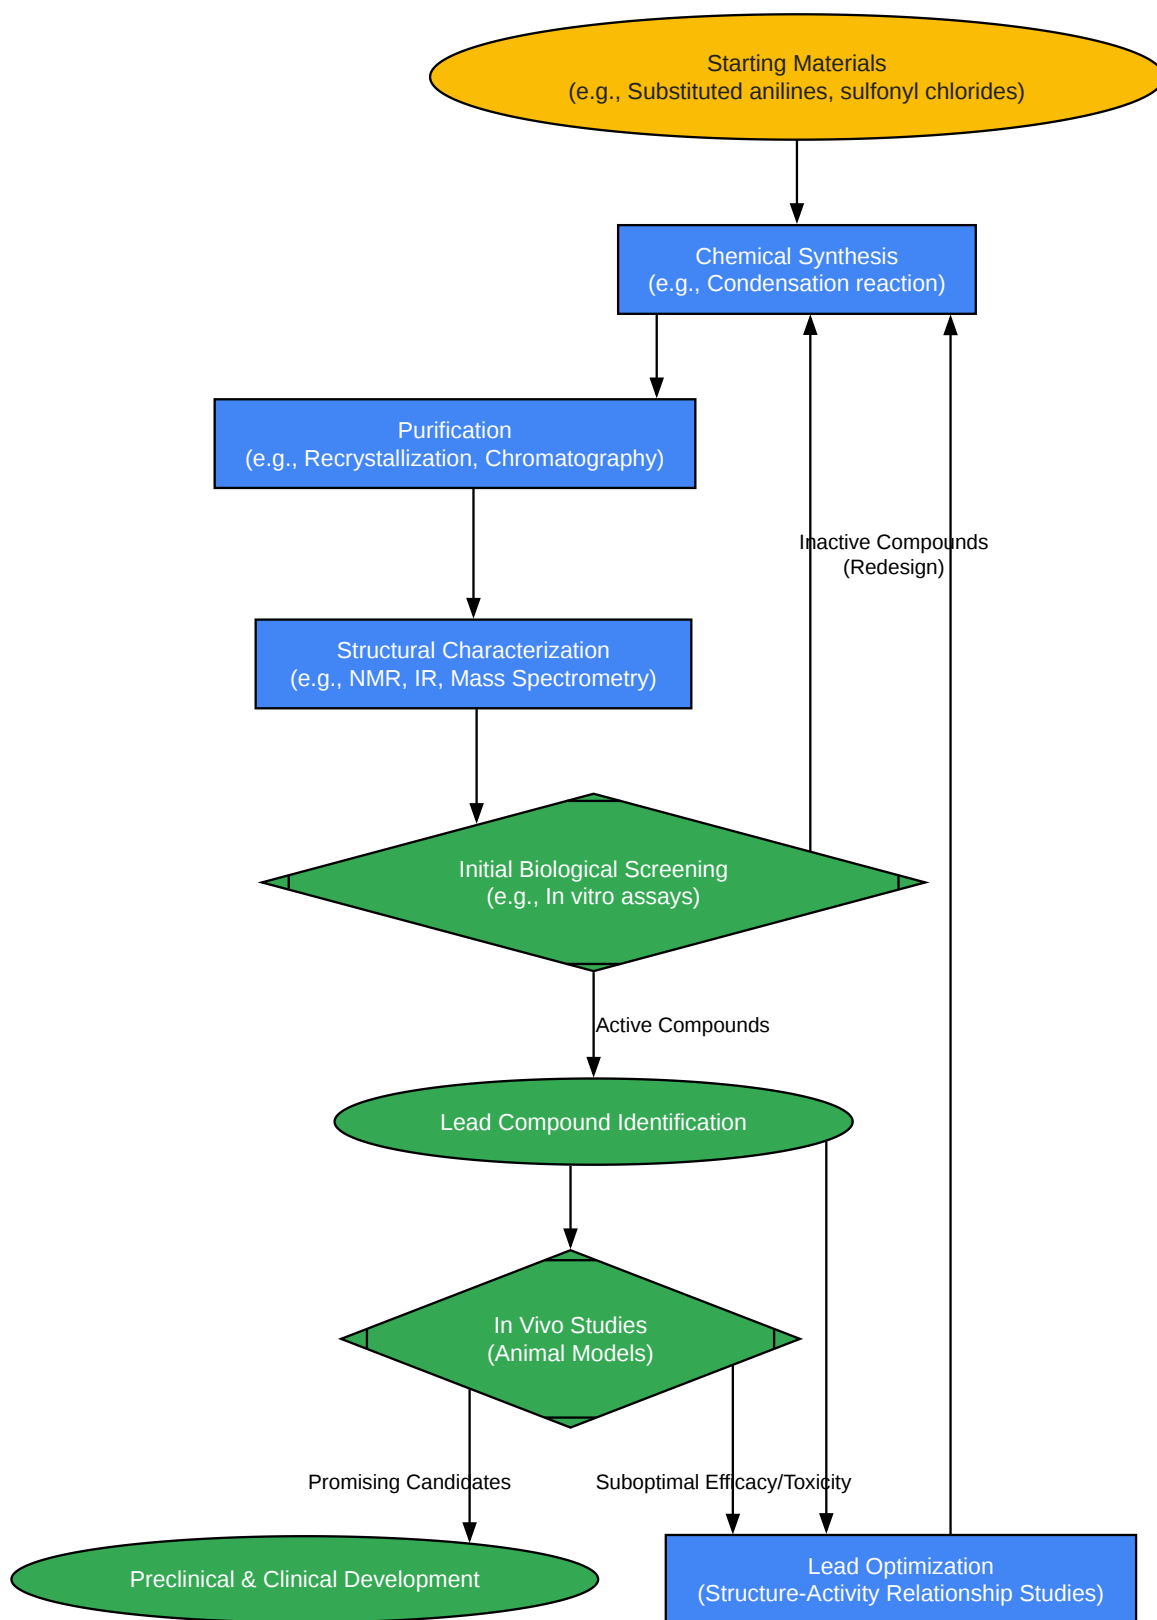 Starting Materials
(e.g., Substituted anilines, sulfonyl chlorides)
Chemical Synthesis
(e.g., Condensation reaction)
Purification
(e.g., Recrystallization, Chromatography)
Inactive Compounds
(Redesign)
Structural Characterization
(e.g., NMR, IR, Mass Spectrometry)
Initial Biological Screening
(e.g., In vitro assays)
Active Compounds
Lead Compound Identification
In Vivo Studies
(Animal Models)
Promising Candidates
Suboptimal Efficacy/Toxicity
Preclinical & Clinical Development
Lead Optimization
(Structure-Activity Relationship Studies)